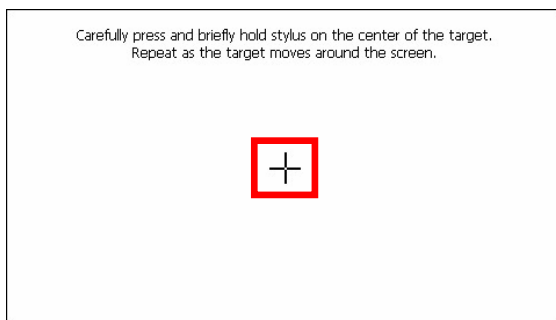 Carefully press and briefly hold stylus on the center of the target.
Repeat as the target moves around the screen.